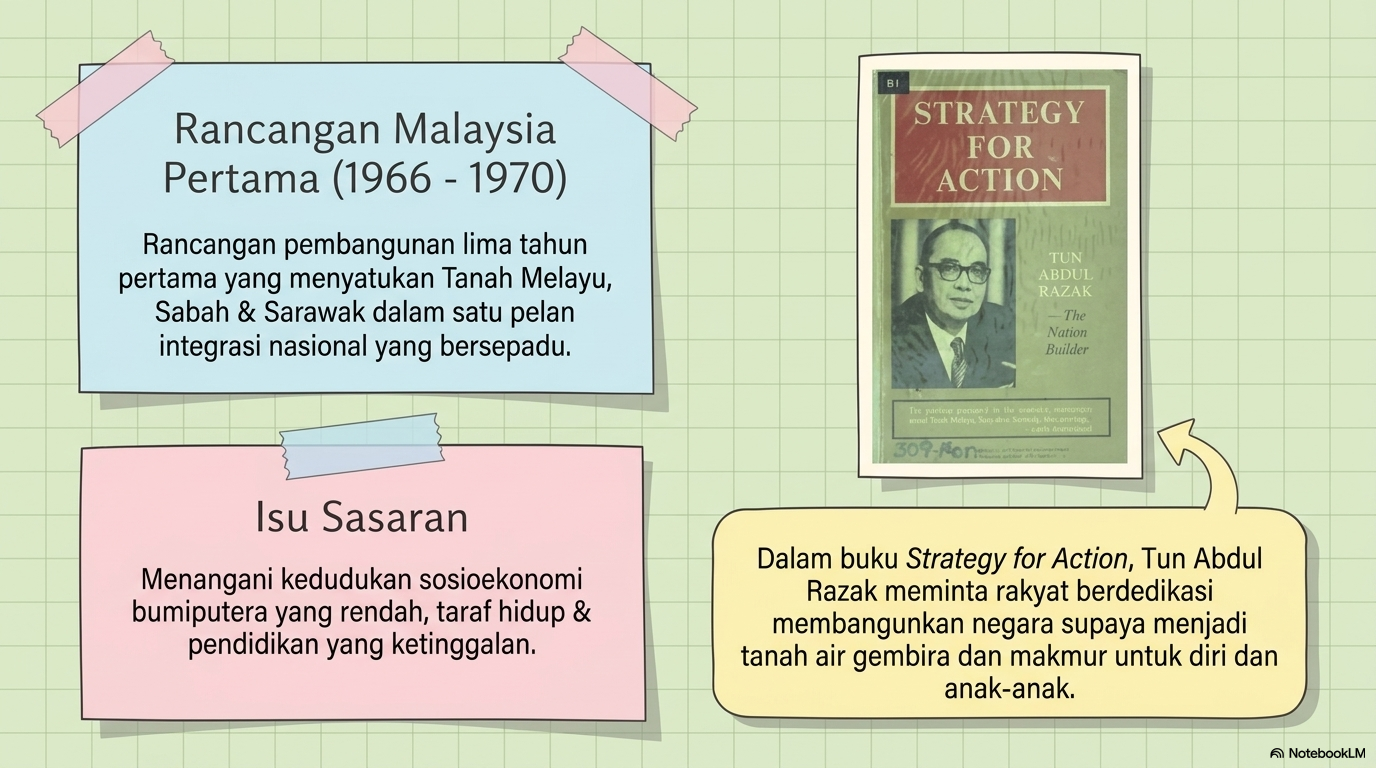 Rancangan Malaysia
Pertama (1966 - 1970)
Rancangan pembangunan lima tahun
pertama yang menyatukan Tanah Melayu,
Sabah & Sarawak dalam satu pelan
integrasi nasional yang bersepadu.
Isu Sasaran
Menangani kedudukan sosioekonomi
bumiputera yang rendah, taraf hidup &
pendidikan yang ketinggalan.
BI
STRATEGY
FOR
ACTION
TUN
ABDUL
RAZAK
— The
Nation
Builder
309-
Dalam buku Strategy for Action, Tun Abdul
Razak meminta rakyat berdedikasi
membangunkan negara supaya menjadi
tanah air gembira dan makmur untuk diri dan
anak-anak.
NotebookLM